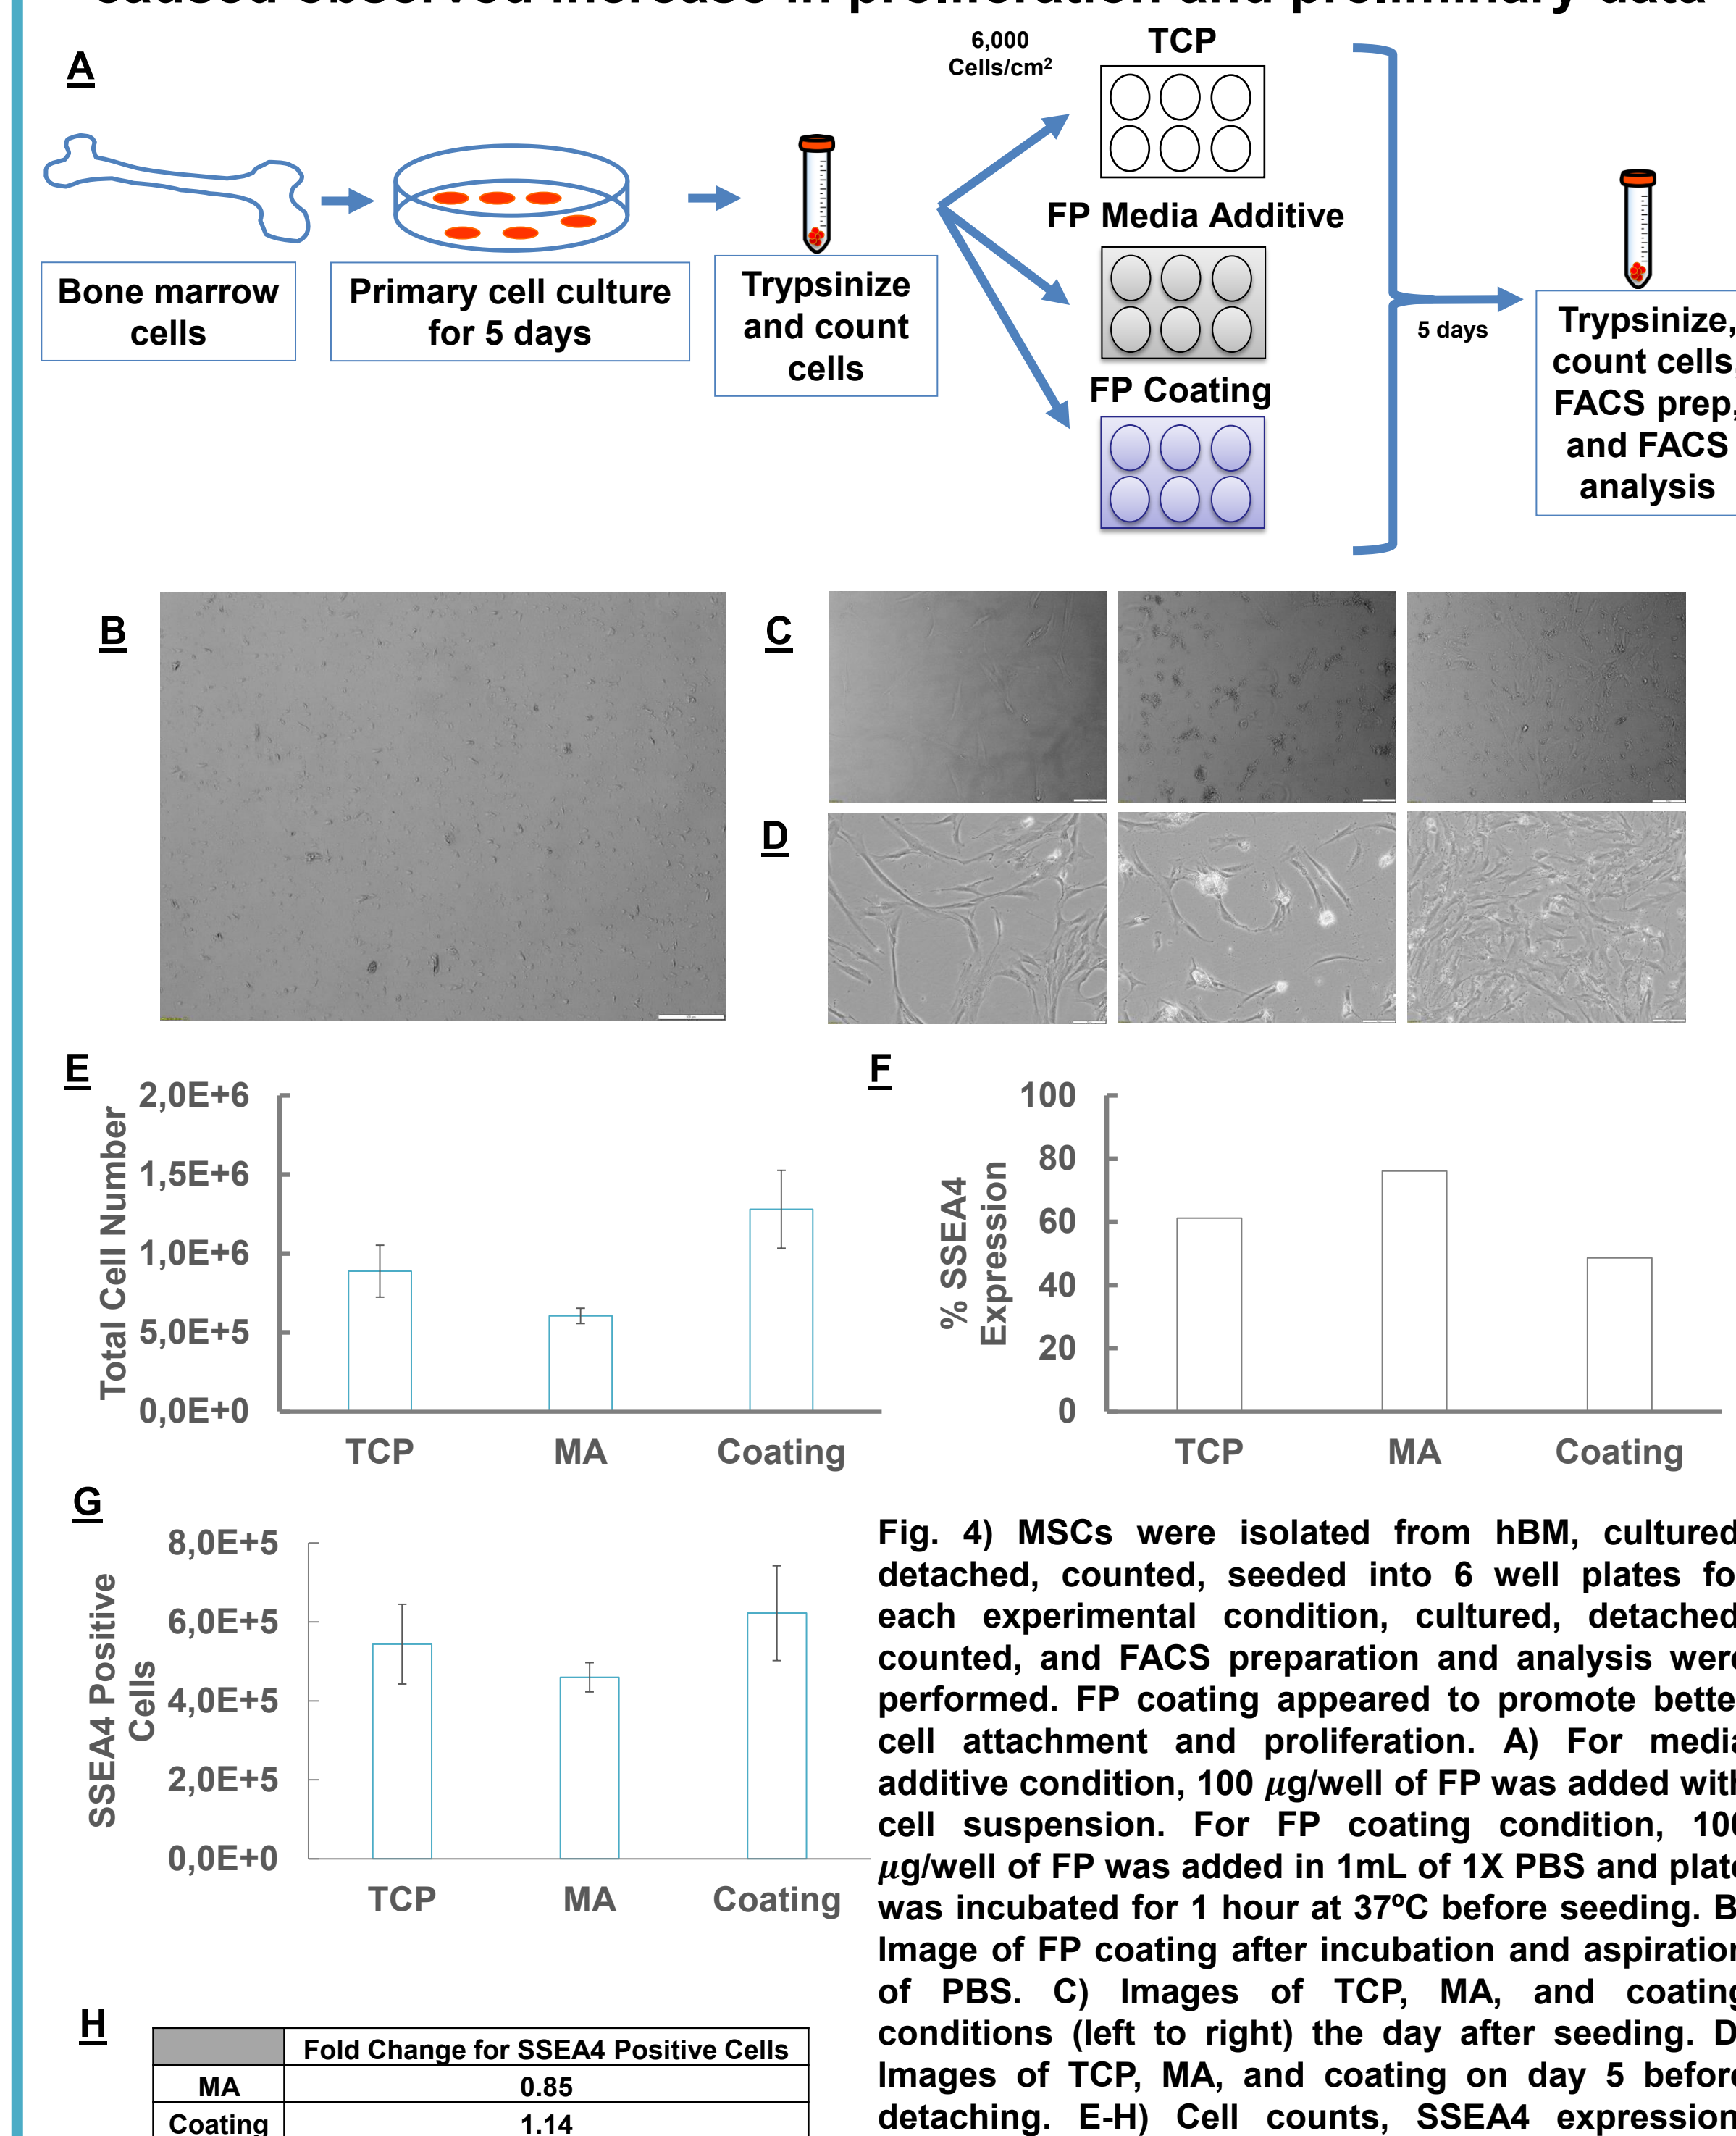 caused observed increase in proliferation and preliminary data
A
6,000
Cells/cm²
TCP
FP Media Additive
FP Coating
Bone marrow
cells
Primary cell culture
for 5 days
Trypsinize
and count
cells
5 days
Trypsinize,
count cells,
FACS prep,
and FACS
analysis
B
C
D
E
2,0E+6
1,5E+6
1,0E+6
5,0E+5
0,0E+0
Total Cell Number
TCP MA Coating
F
100
80
60
40
20
0
% SSEA4
Expression
TCP MA Coating
G
8,0E+5
6,0E+5
4,0E+5
2,0E+5
0,0E+0
SSEA4 Positive
Cells
TCP MA Coating
H
Fold Change for SSEA4 Positive Cells
MA 0.85
Coating 1.14
Fig. 4) MSCs were isolated from hBM, cultured,
detached, counted, seeded into 6 well plates fo
each experimental condition, cultured, detached
counted, and FACS preparation and analysis were
performed. FP coating appeared to promote bette
cell attachment and proliferation. A) For media
additive condition, 100 µg/well of FP was added with
cell suspension. For FP coating condition, 100
µg/well of FP was added in 1mL of 1X PBS and plate
was incubated for 1 hour at 37ºC before seeding. B
Image of FP coating after incubation and aspiration
of PBS. C) Images of TCP, MA, and coating
conditions (left to right) the day after seeding. D
Images of TCP, MA, and coating on day 5 before
detaching. E-H) Cell counts, SSEA4 expression